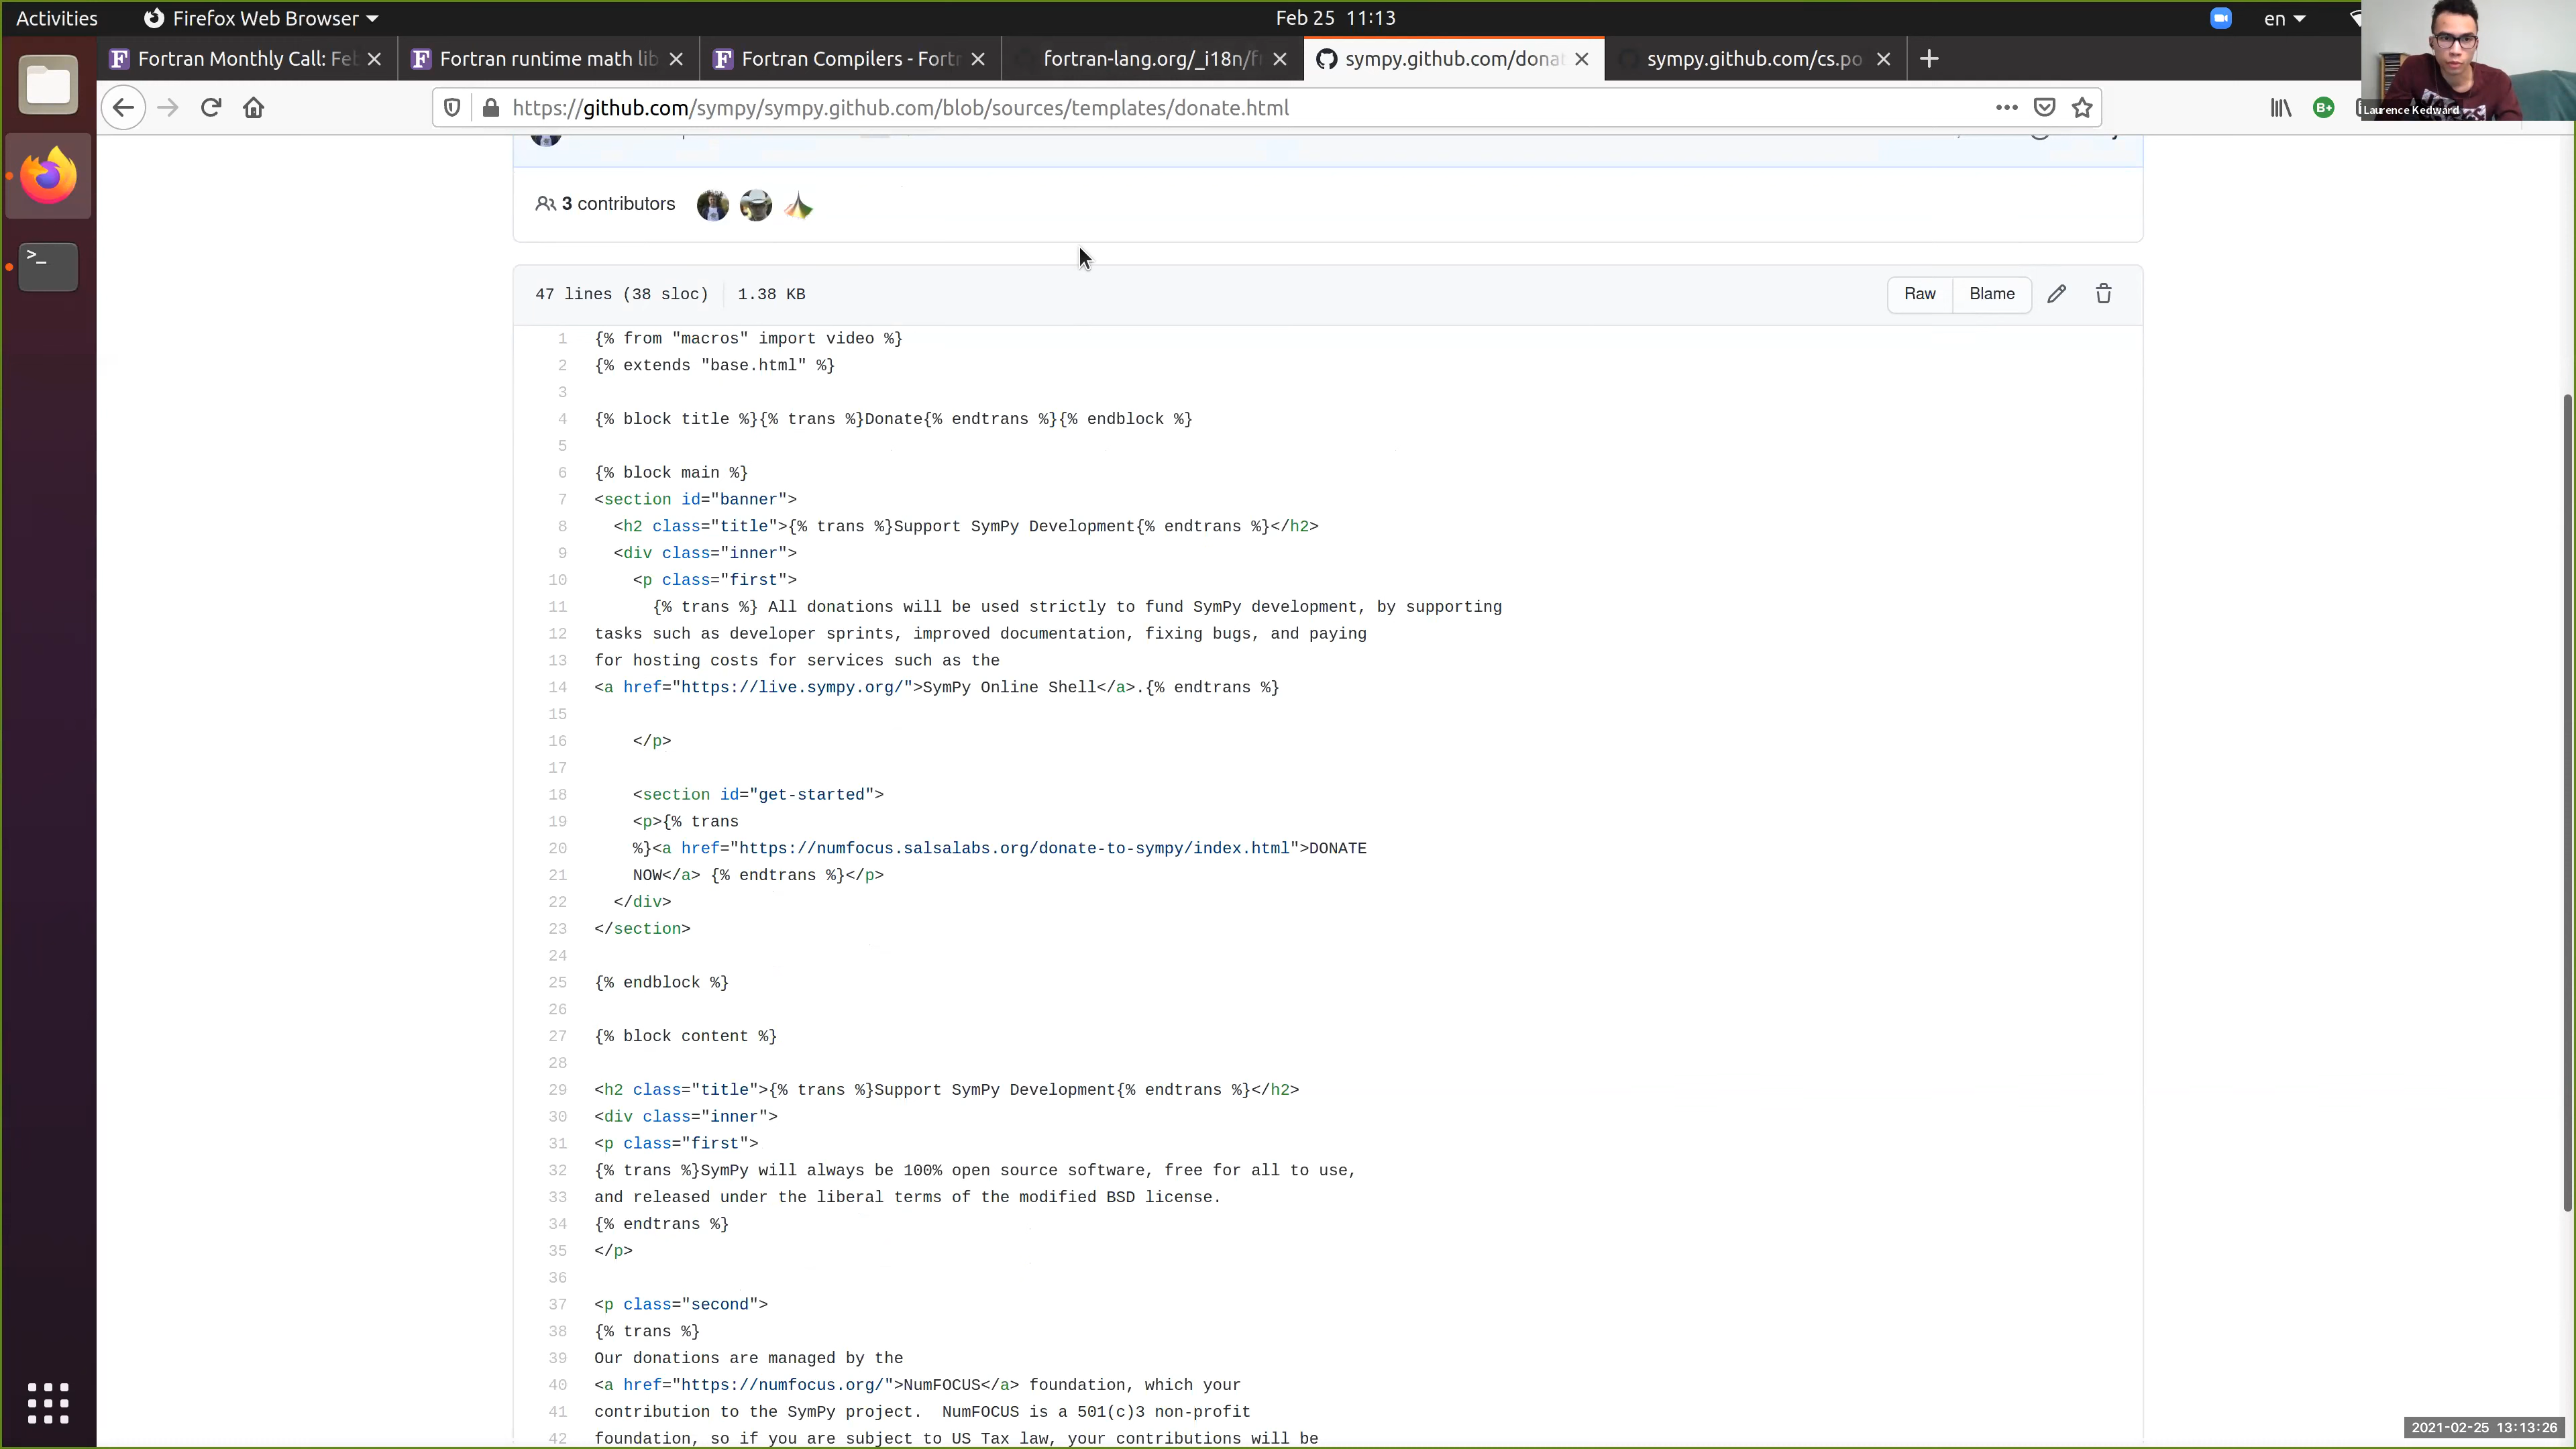 Activities
Firefox Web Browser
Feb 25 11:13
en
Fortran Monthly Call: Feb
Fortran runtime math lib
Fortran Compilers - Fortr
fortran-lang.org/_i18n/fr
sympy.github.com/donat
sympy.github.com/cs.po
https://github.com/sympy/sympy.github.com/blob/sources/templates/donate.html
B+
Laurence Kedward
3 contributors
47 lines (38 sloc)
1.38 KB
Raw
Blame
1 {% from "macros" import video %}
2 {% extends "base.html" %}
3
4 {% block title %}{% trans %}Donate{% endtrans %}{% endblock %}
5
6 {% block main %}
7 <section id="banner">
8 <h2 class="title">{% trans %}Support SymPy Development{% endtrans %}</h2>
9 <div class="inner">
10 <p class="first">
11 {% trans %} All donations will be used strictly to fund SymPy development, by supporting
12 tasks such as developer sprints, improved documentation, fixing bugs, and paying
13 for hosting costs for services such as the
14 <a href="https://live.sympy.org/">SymPy Online Shell</a>.{% endtrans %}
15
16 </p>
17
18 <section id="get-started">
19 <p>{% trans
20 %}<a href="https://numfocus.salsalabs.org/donate-to-sympy/index.html">DONATE
21 NOW</a> {% endtrans %}</p>
22 </div>
23 </section>
24
25 {% endblock %}
26
27 {% block content %}
28
29 <h2 class="title">{% trans %}Support SymPy Development{% endtrans %}</h2>
30 <div class="inner">
31 <p class="first">
32 {% trans %}SymPy will always be 100% open source software, free for all to use,
33 and released under the liberal terms of the modified BSD license.
34 {% endtrans %}
35 </p>
36
37 <p class="second">
38 {% trans %}
39 Our donations are managed by the
40 <a href="https://numfocus.org/">NumFOCUS</a> foundation, which your
41 contribution to the SymPy project.  NumFOCUS is a 501(c)3 non-profit
42 foundation, so if you are subject to US Tax law, your contributions will be
2021-02-25 13:13:26